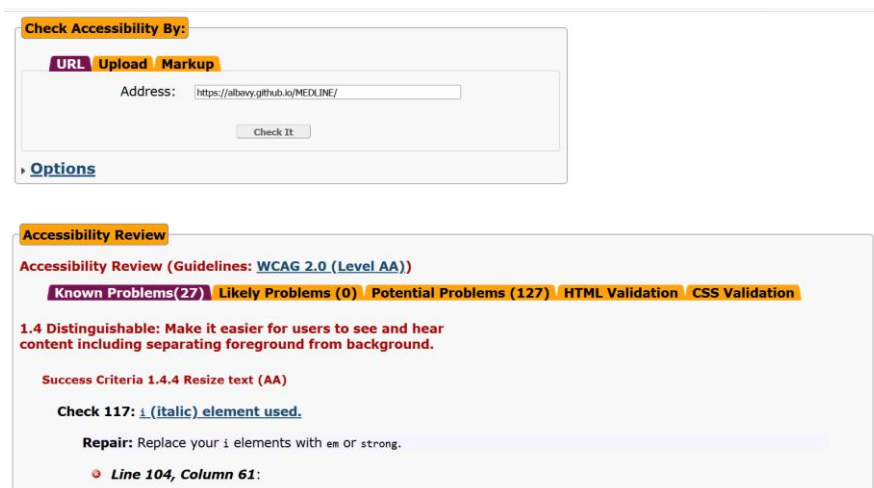 Check Accessibility By:
URL Upload Markup
Address: https://albavy.github.io/MEDLINE/
Check It
Options
Accessibility Review
Accessibility Review (Guidelines: WCAG 2.0 (Level AA))
Known Problems(27) Likely Problems (0) Potential Problems (127) HTML Validation CSS Validation
1.4 Distinguishable: Make it easier for users to see and hear
content including separating foreground from background.
Success Criteria 1.4.4 Resize text (AA)
Check 117: i (italic) element used.
Repair: Replace your i elements with em or strong.
Line 104, Column 61: